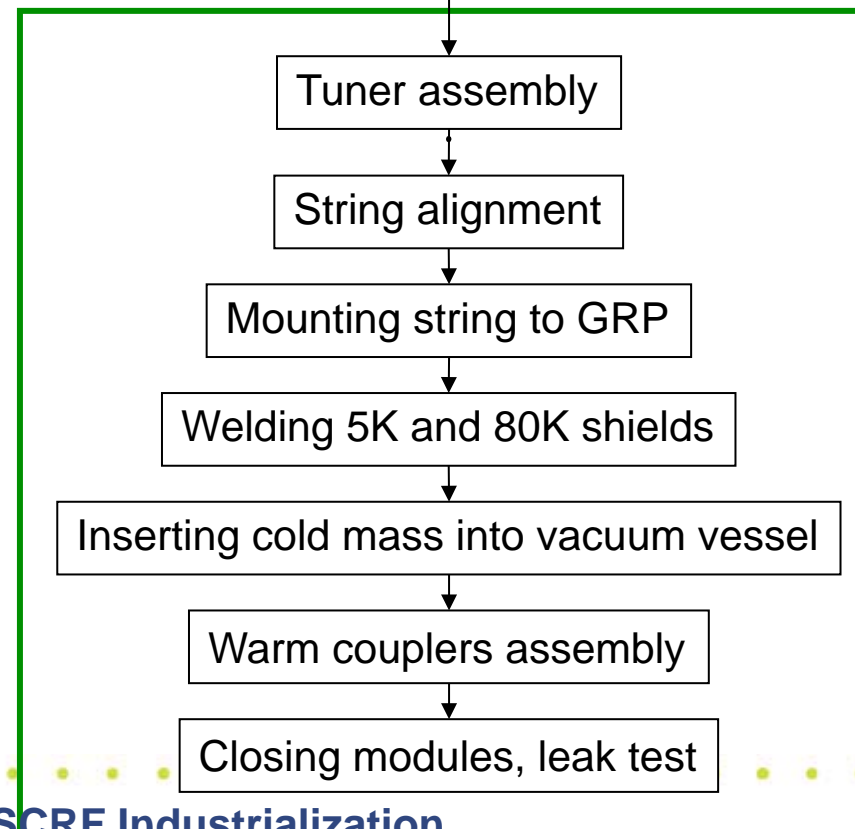 Tuner assembly
String alignment
Mounting string to GRP
Welding 5K and 80K shields
Inserting cold mass into vacuum vessel
Warm couplers assembly
Closing modules, leak test
SCRF Industrialization